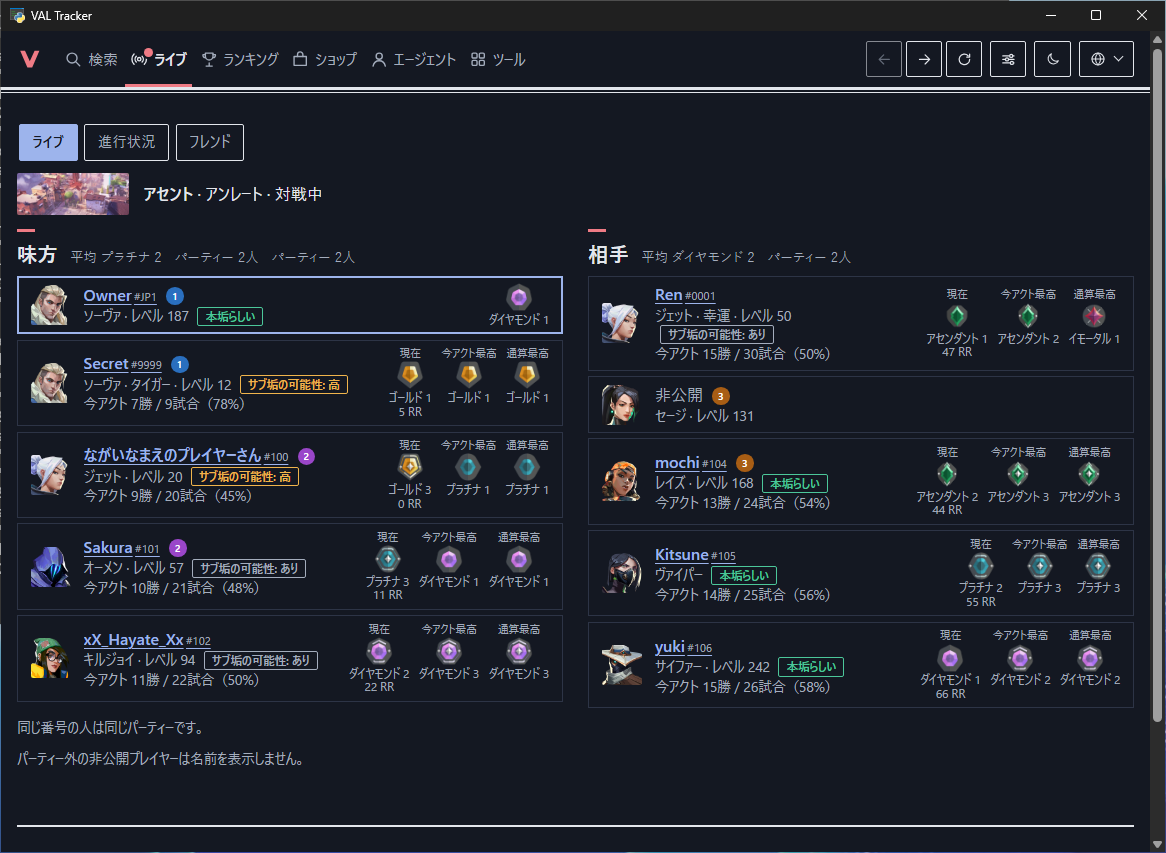 VAL Tracker
検索 ライブ ランキング ショップ エージェント ツール
ライブ 進行状況 フレンド
アセント · アンレート · 対戦中
味方 平均 プラチナ 2 パーティー 2人 パーティー 2人
Owner #JP1 1
ソーヴァ · レベル 187 本垢らしい
ダイヤモンド 1
Secret #9999 1
ソーヴァ · タイガー · レベル 12 サブ垢の可能性: 高
今アクト 7勝 / 9試合（78%）
現在 今アクト最高 通算最高
ゴールド 1 ゴールド 1 ゴールド 1
5 RR
ながいなまえのプレイヤーさん #100 2
ジェット · レベル 20 サブ垢の可能性: 高
今アクト 9勝 / 20試合（45%）
現在 今アクト最高 通算最高
ゴールド 3 プラチナ 1 プラチナ 1
0 RR
Sakura #101 2
オーメン · レベル 57 サブ垢の可能性: あり
今アクト 10勝 / 21試合（48%）
現在 今アクト最高 通算最高
プラチナ 3 ダイヤモンド 1 ダイヤモンド 1
11 RR
xX_Hayate_Xx #102
キルジョイ · レベル 94 サブ垢の可能性: あり
今アクト 11勝 / 22試合（50%）
現在 今アクト最高 通算最高
ダイヤモンド 2 ダイヤモンド 3 ダイヤモンド 3
22 RR
相手 平均 ダイヤモンド 2 パーティー 2人
Ren #0001
ジェット · 幸運 · レベル 50
サブ垢の可能性: あり
今アクト 15勝 / 30試合（50%）
現在 今アクト最高 通算最高
アセンダント 1 アセンダント 2 イモータル 1
47 RR
非公開 3
セージ · レベル 131
mochi #104 3
レイズ · レベル 168 本垢らしい
今アクト 13勝 / 24試合（54%）
現在 今アクト最高 通算最高
アセンダント 2 アセンダント 3 アセンダント 3
44 RR
Kitsune #105
ヴァイパー 本垢らしい
今アクト 14勝 / 25試合（56%）
現在 今アクト最高 通算最高
プラチナ 2 プラチナ 3 プラチナ 3
55 RR
yuki #106
サイファー · レベル 242 本垢らしい
今アクト 15勝 / 26試合（58%）
現在 今アクト最高 通算最高
ダイヤモンド 1 ダイヤモンド 2 ダイヤモンド 2
66 RR
同じ番号の人は同じパーティーです。
パーティー外の非公開プレイヤーは名前を表示しません。